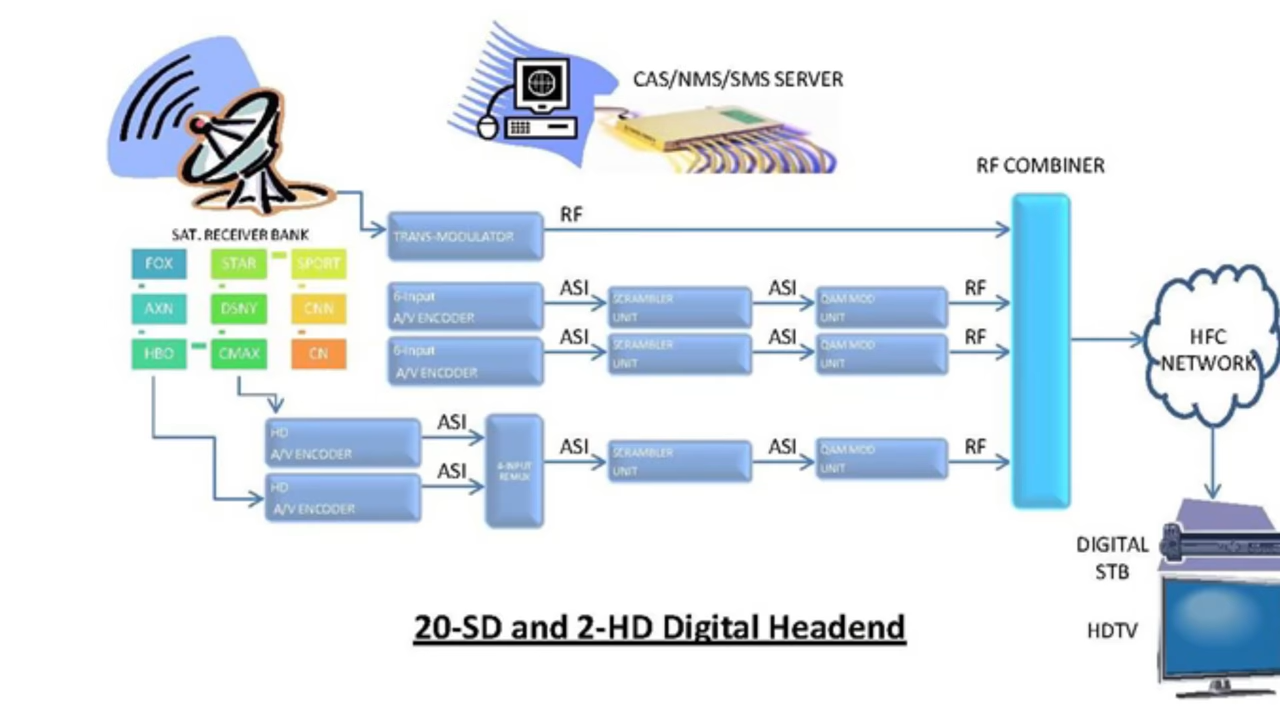 CAS/NMS/SMS SERVER
RF COMBINER
SAT. RECEIVER BANK
FOX
STAR
SPORT
AXN
DSNY
CNN
HBO
CMAX
CN
TRANS-MODULATOR
RF
6-Input
A/V ENCODER
ASI
SCRAMBLER
UNIT
ASI
QAM MOD
UNIT
RF
6-Input
A/V ENCODER
ASI
SCRAMBLER
UNIT
ASI
QAM MOD
UNIT
RF
HD
A/V ENCODER
ASI
HD
A/V ENCODER
ASI
4-INPUT
REMUX
ASI
SCRAMBLER
UNIT
ASI
QAM MOD
UNIT
RF
HFC
NETWORK
DIGITAL
STB
HDTV
20-SD and 2-HD Digital Headend